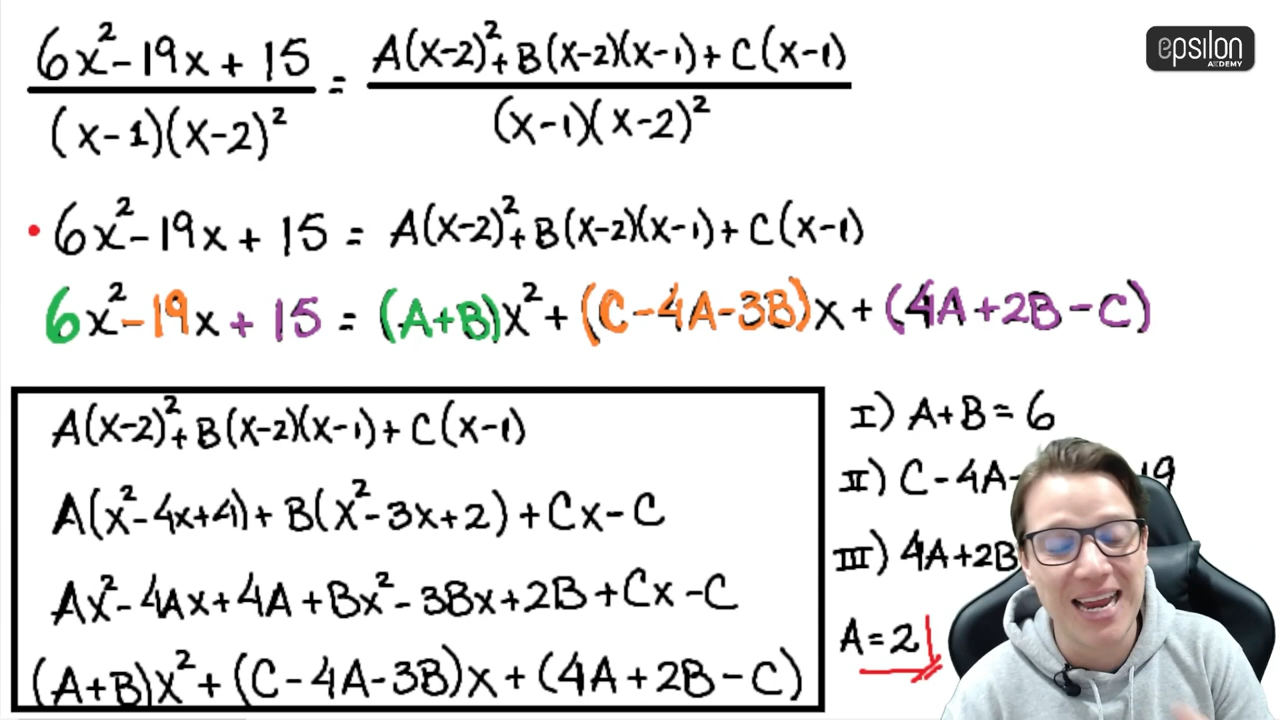 epsilon
AKDEMY
6x²-19x+15 / (x-1)(x-2)² = A(x-2)²+B(x-2)(x-1)+C(x-1) / (x-1)(x-2)²
• 6x²-19x+15 = A(x-2)²+B(x-2)(x-1)+C(x-1)
6x²-19x+15 = (A+B)x²+(C-4A-3B)x+(4A+2B-C)
A(x-2)²+B(x-2)(x-1)+C(x-1)
A(x²-4x+4)+B(x²-3x+2)+Cx-C
Ax²-4Ax+4A+Bx²-3Bx+2B+Cx-C
(A+B)x²+(C-4A-3B)x+(4A+2B-C)
I) A+B=6
II) C-4A- 19
III) 4A+2B
A=2